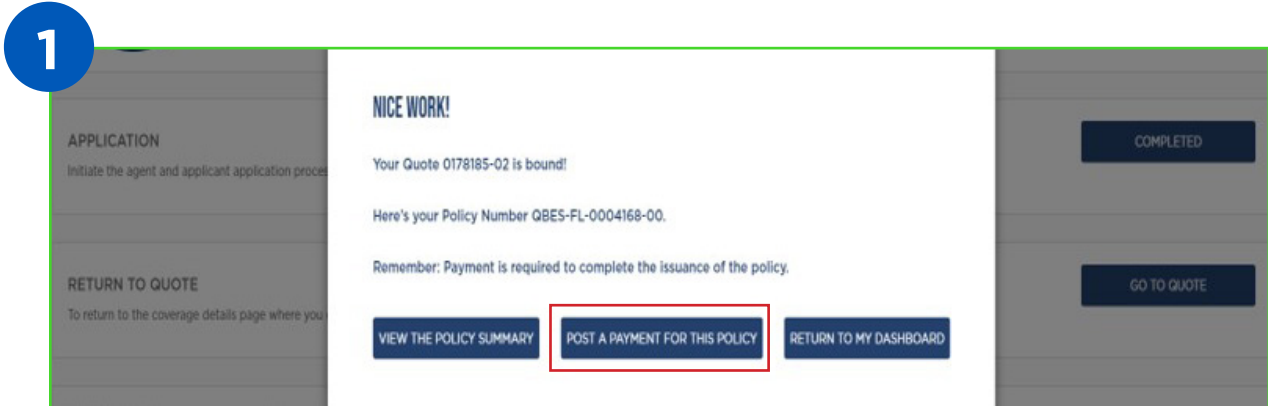 1
NICE WORK!
APPLICATION
COMPLETED
Initiate the agent and applicant application proces
Your Quote 0178185-02 is bound!
Here's your Policy Number QBES-FL-0004168-00.
Remember: Payment is required to complete the issuance of the policy.
RETURN TO QUOTE
GO TO QUOTE
To return to the coverage details page where you
VIEW THE POLICY SUMMARY
POST A PAYMENT FOR THIS POLICY
RETURN TO MY DASHBOARD